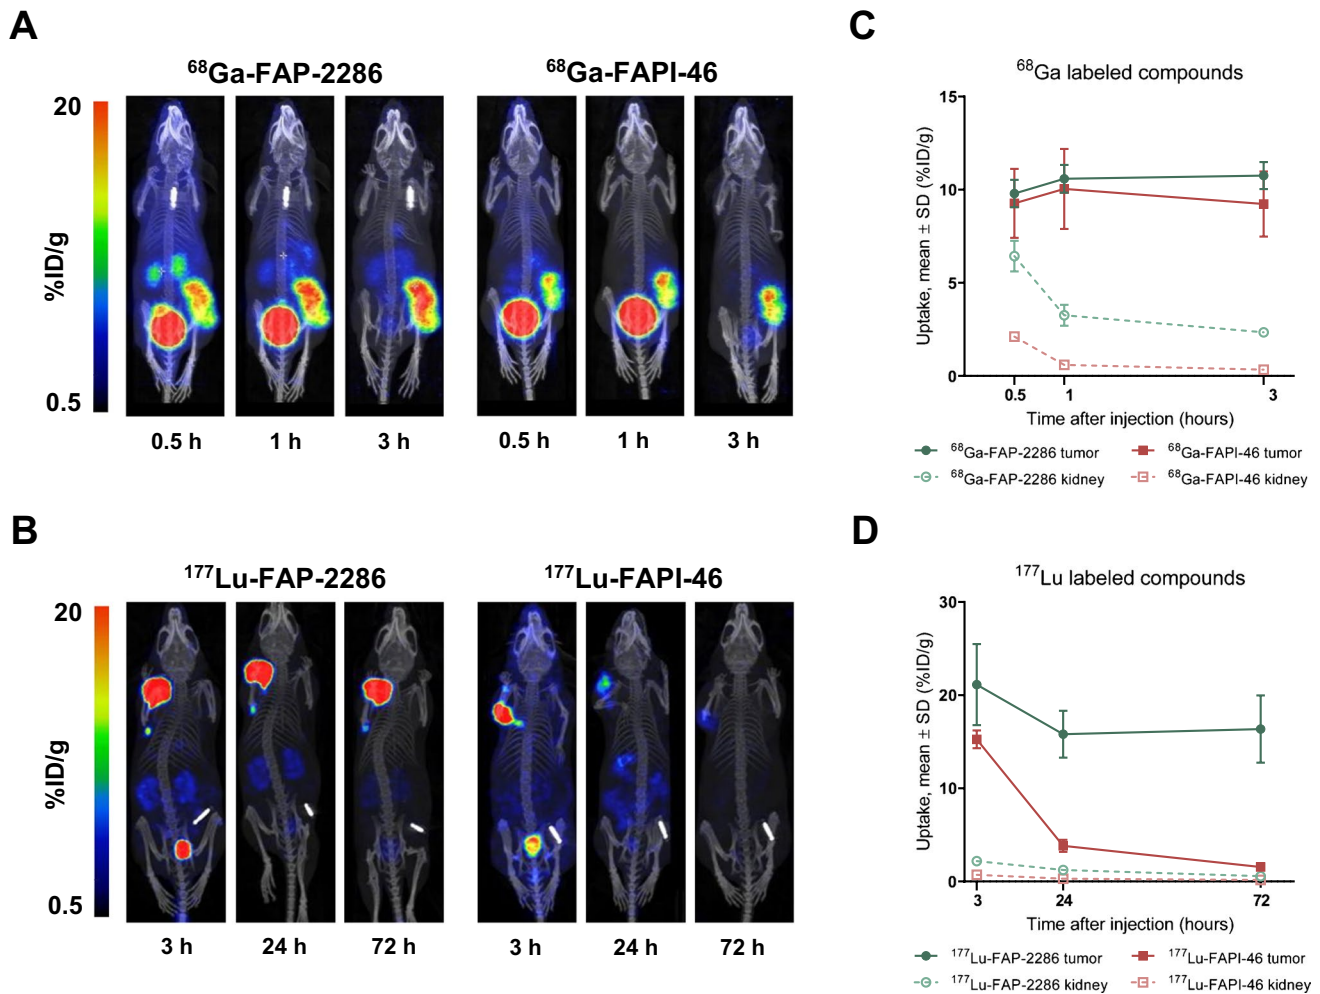 A
⁶⁸Ga-FAP-2286
⁶⁸Ga-FAPI-46
20
%ID/g
0.5
0.5 h
1 h
3 h
0.5 h
1 h
3 h
B
¹⁷⁷Lu-FAP-2286
¹⁷⁷Lu-FAPI-46
20
%ID/g
0.5
3 h
24 h
72 h
3 h
24 h
72 h
C
⁶⁸Ga labeled compounds
Uptake, mean ± SD (%ID/g)
15
10
5
0
0.5
1
3
Time after injection (hours)
⁶⁸Ga-FAP-2286 tumor
⁶⁸Ga-FAPI-46 tumor
⁶⁸Ga-FAP-2286 kidney
⁶⁸Ga-FAPI-46 kidney
D
¹⁷⁷Lu labeled compounds
Uptake, mean ± SD (%ID/g)
30
20
10
0
3
24
72
Time after injection (hours)
¹⁷⁷Lu-FAP-2286 tumor
¹⁷⁷Lu-FAPI-46 tumor
¹⁷⁷Lu-FAP-2286 kidney
¹⁷⁷Lu-FAPI-46 kidney